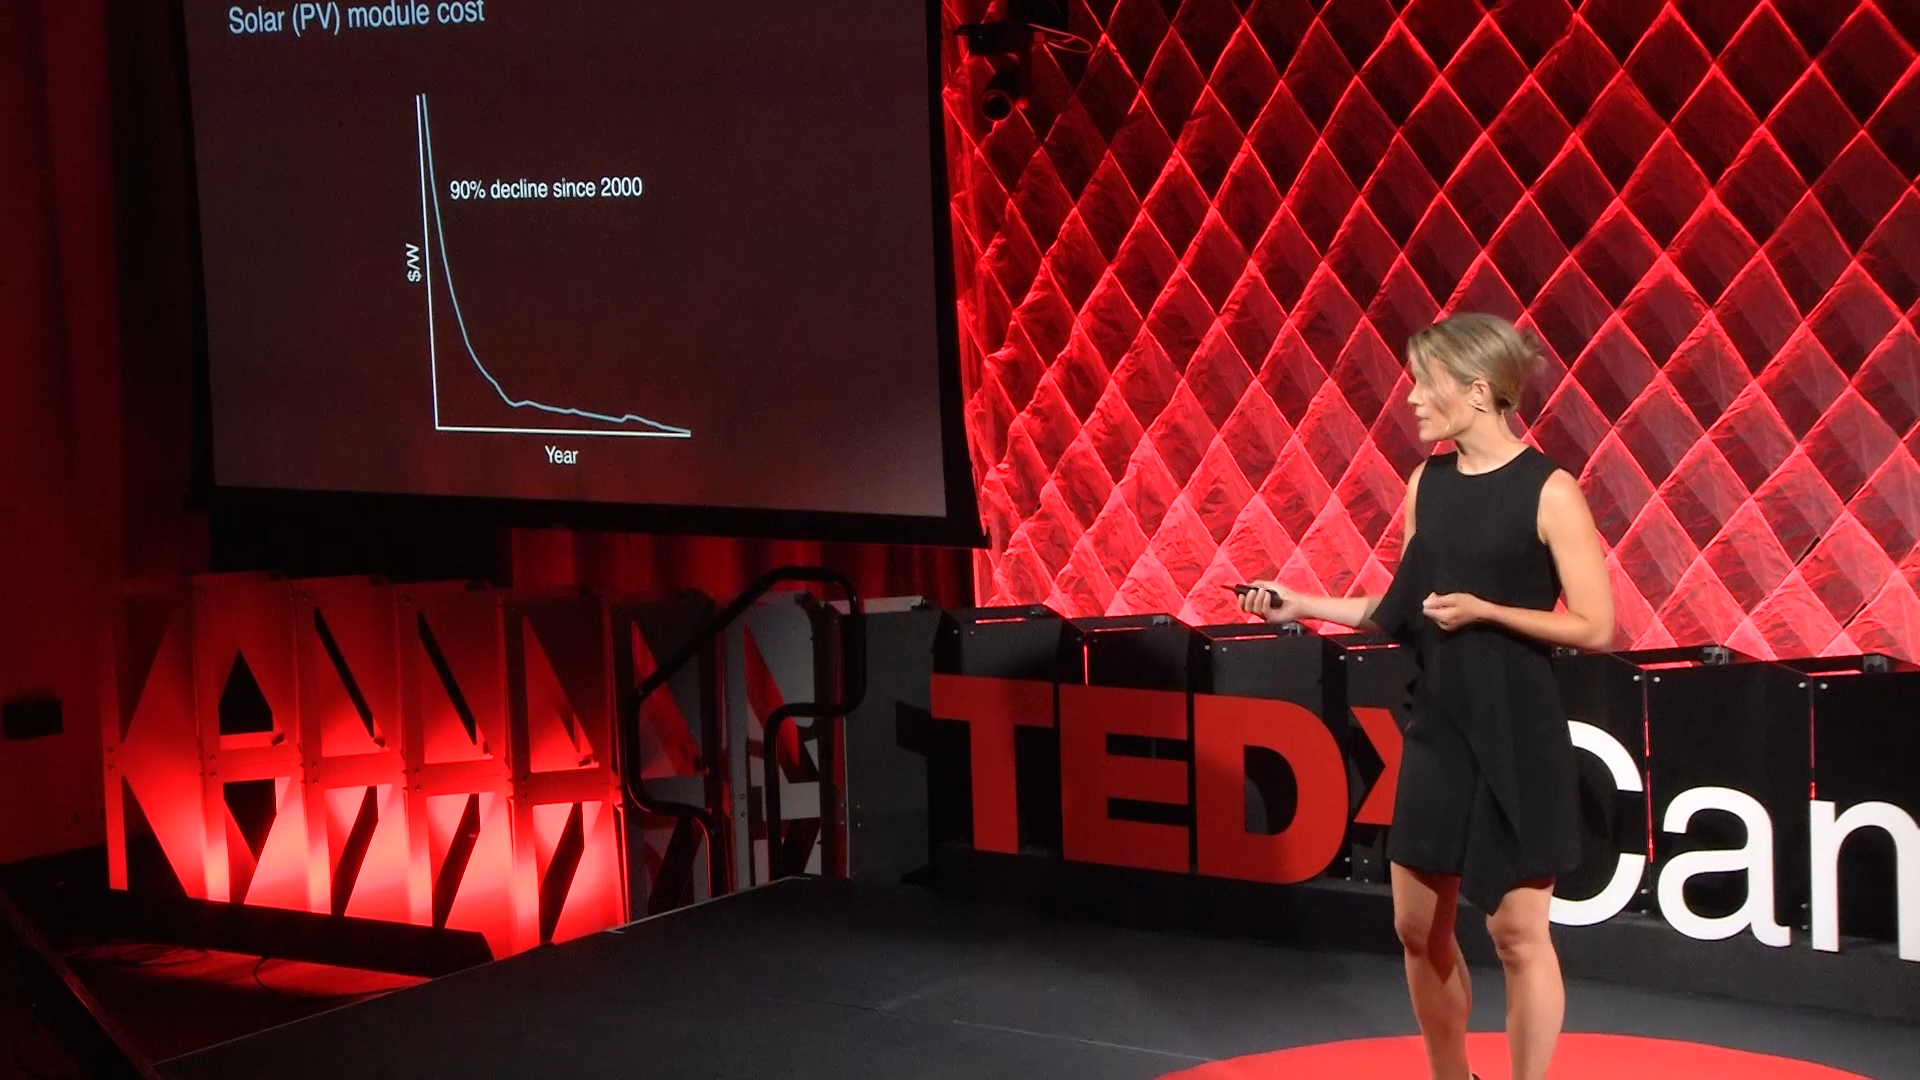 Solar (PV) module cost
90% decline since 2000
$/W
Year
TEDx Cam